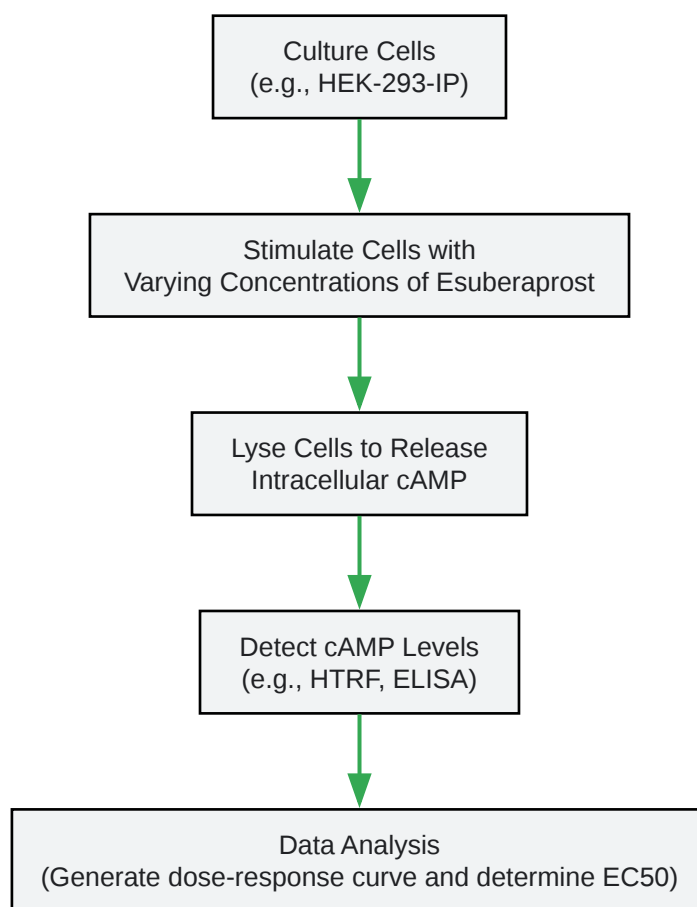 Culture Cells
(e.g., HEK-293-IP)
Stimulate Cells with
Varying Concentrations of Esuberaprost
Lyse Cells to Release
Intracellular cAMP
Detect cAMP Levels
(e.g., HTRF, ELISA)
Data Analysis
(Generate dose-response curve and determine EC50)